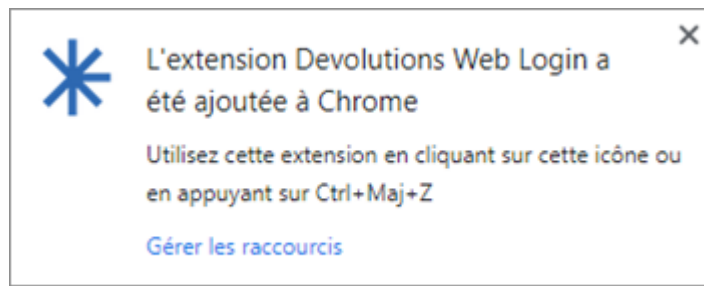 L'extension Devolutions Web Login a
été ajoutée à Chrome
Utilisez cette extension en cliquant sur cette icône ou
en appuyant sur Ctrl+Maj+Z
Gérer les raccourcis